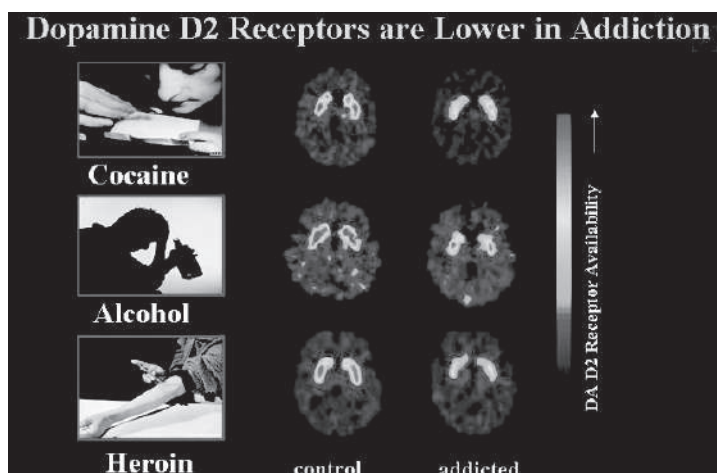 Dopamine D2 Receptors are Lower in Addiction
Cocaine
Alcohol
Heroin
control
addicted
DA D2 Receptor Availability